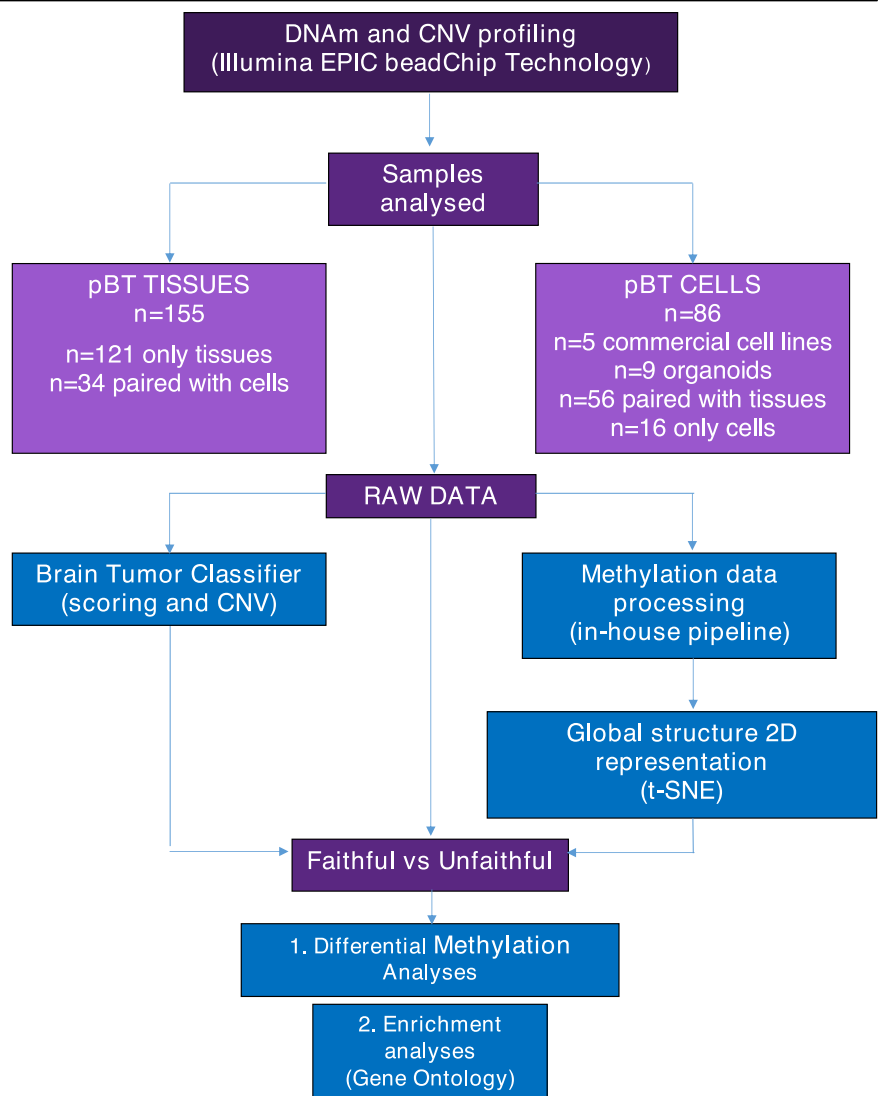 DNAm and CNV profiling
(Illumina EPIC beadChip Technology)
Samples
analysed
pBT TISSUES
n=155
n=121 only tissues
n=34 paired with cells
pBT CELLS
n=86
n=5 commercial cell lines
n=9 organoids
n=56 paired with tissues
n=16 only cells
RAW DATA
Brain Tumor Classifier
(scoring and CNV)
Methylation data
processing
(in-house pipeline)
Global structure 2D
representation
(t-SNE)
Faithful vs Unfaithful
1. Differential Methylation
Analyses
2. Enrichment
analyses
(Gene Ontology)